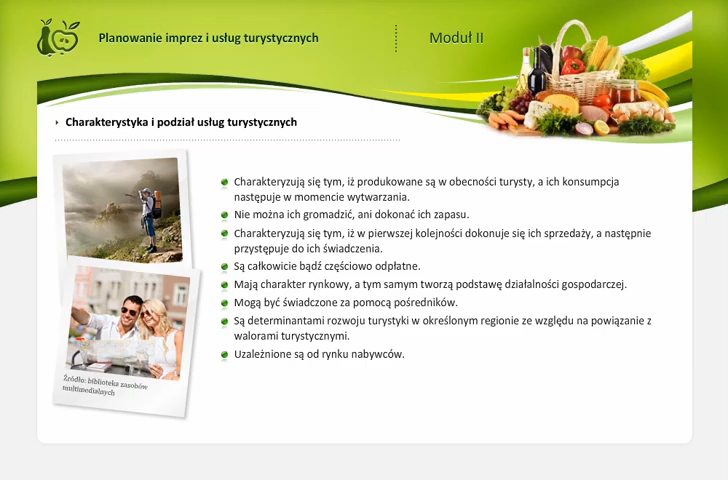 Planowanie imprez i usług turystycznych
Moduł II
Charakterystyka i podział usług turystycznych
Charakteryzują się tym, iż produkowane są w obecności turysty, a ich konsumpcja
następuje w momencie wytwarzania.
Nie można ich gromadzić, ani dokonać ich zapasu.
Charakteryzują się tym, iż w pierwszej kolejności dokonuje się ich sprzedaży, a następnie
przystępuje do ich świadczenia.
Są całkowicie bądź częściowo odpłatne.
Mają charakter rynkowy, a tym samym tworzą podstawę działalności gospodarczej.
Mogą być świadczone za pomocą pośredników.
Są determinantami rozwoju turystyki w określonym regionie ze względu na powiązanie z
walorami turystycznymi.
Uzależnione są od rynku nabywców.
Źródło: biblioteka zasobów
multimedialnych